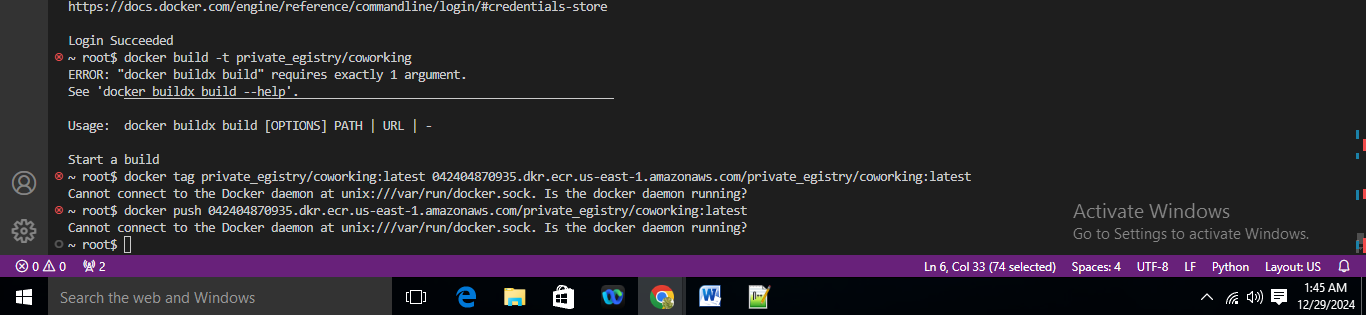 https://docs.docker.com/engine/reference/commandline/login/#credentials-store
Login Succeeded
~ root$ docker build -t private_egistry/coworking
ERROR: "docker buildx build" requires exactly 1 argument.
See 'docker buildx build --help'.
Usage:  docker buildx build [OPTIONS] PATH | URL | -
Start a build
~ root$ docker tag private_egistry/coworking:latest 042404870935.dkr.ecr.us-east-1.amazonaws.com/private_egistry/coworking:latest
Cannot connect to the Docker daemon at unix:///var/run/docker.sock. Is the docker daemon running?
~ root$ docker push 042404870935.dkr.ecr.us-east-1.amazonaws.com/private_egistry/coworking:latest
Cannot connect to the Docker daemon at unix:///var/run/docker.sock. Is the docker daemon running?
~ root$
Activate Windows
Go to Settings to activate Windows.
0 0 2 Ln 6, Col 33 (74 selected) Spaces: 4 UTF-8 LF Python Layout: US
Search the web and Windows
1:45 AM
12/29/2024